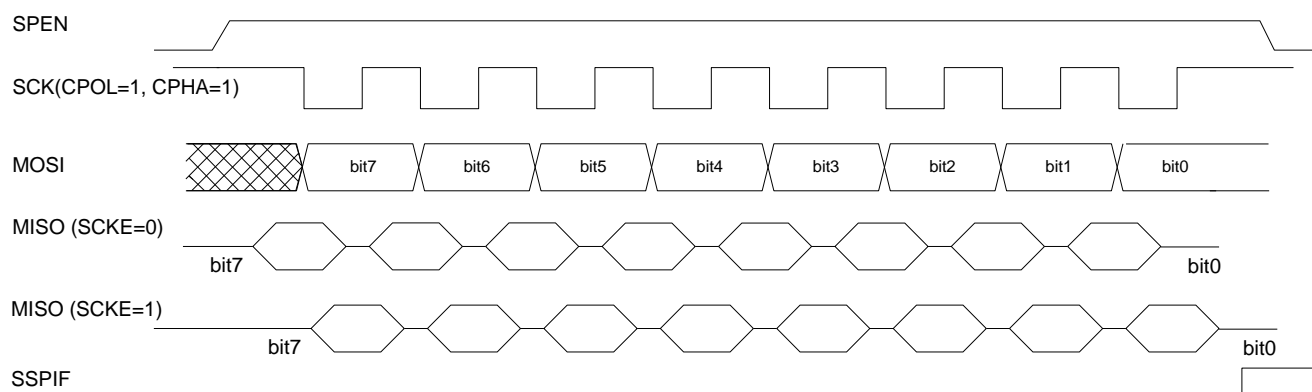 SPEN
SCK(CPOL=1, CPHA=1)
MOSI
bit7 bit6 bit5 bit4 bit3 bit2 bit1 bit0
MISO (SCKE=0)
bit7 bit0
MISO (SCKE=1)
bit7 bit0
SSPIF